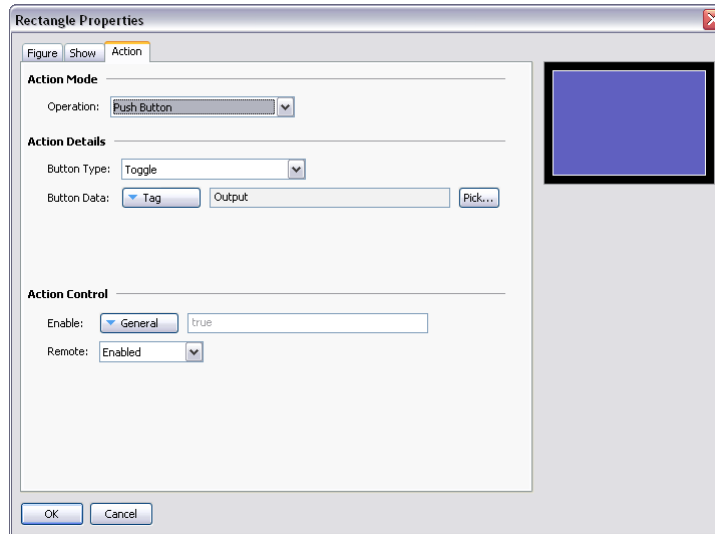 Rectangle Properties
Figure Show Action
Action Mode
Operation: Push Button
Action Details
Button Type: Toggle
Button Data: Tag Output Pick...
Action Control
Enable: General true
Remote: Enabled
OK Cancel